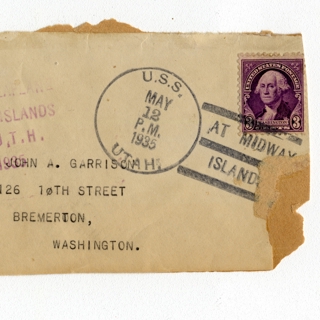 ISLANDS
U.S.S.
MAY
12
P.M.
1935
UTAH
AT MIDWAY
ISLAND
UNITED STATES POSTAGE
3
3
JOHN A. GARRISON
126 10TH STREET
BREMERTON,
WASHINGTON.